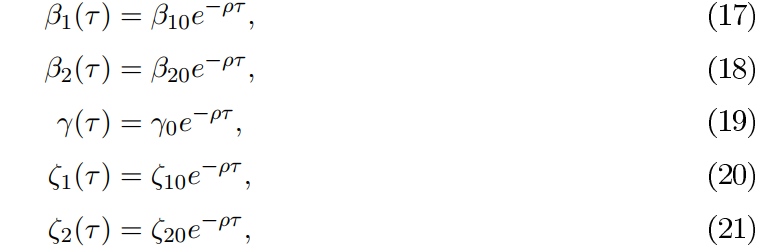 β₁(τ) = β₁₀e^{−ρτ}, (17)
β₂(τ) = β₂₀e^{−ρτ}, (18)
γ(τ) = γ₀e^{−ρτ}, (19)
ζ₁(τ) = ζ₁₀e^{−ρτ}, (20)
ζ₂(τ) = ζ₂₀e^{−ρτ}, (21)